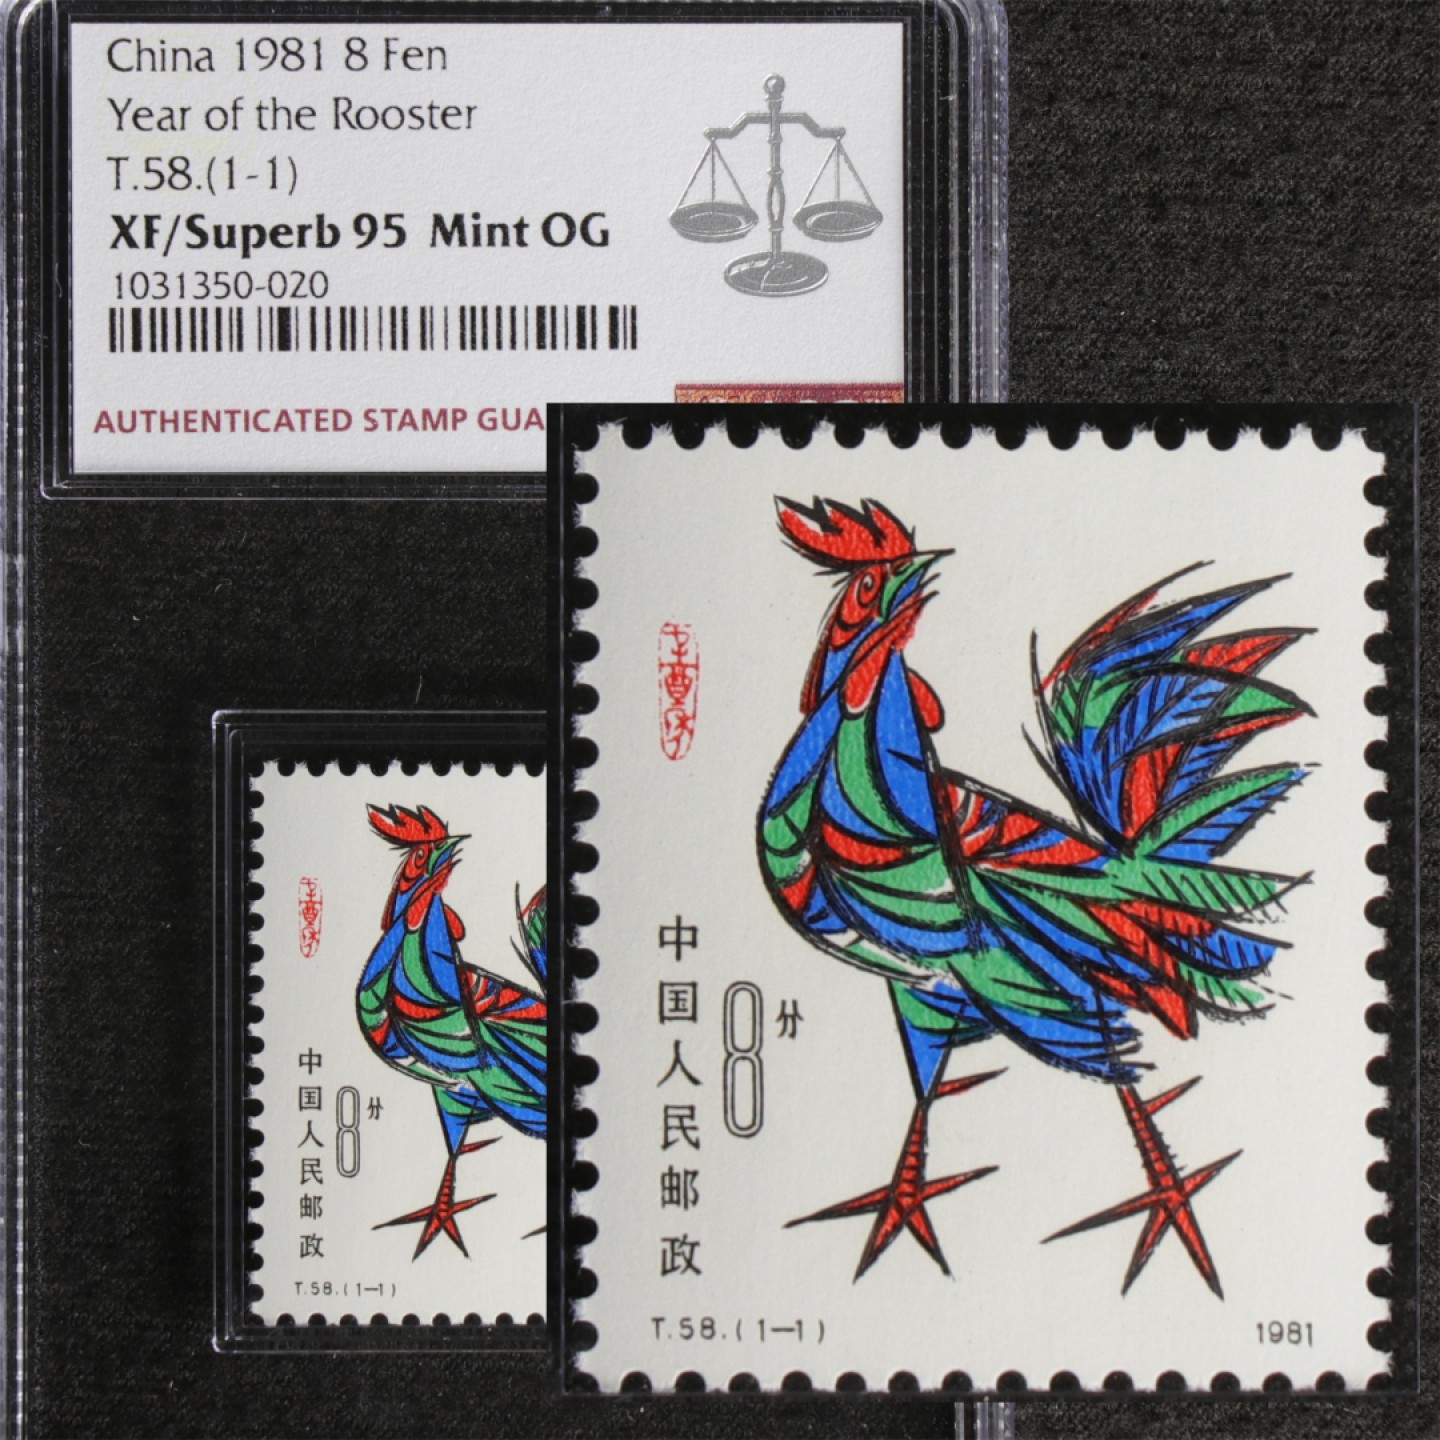 China 1981 8 Fen
Year of the Rooster
T.58.(1-1)
XF/Superb 95 Mint OG
1031350-020
AUTHENTICATED STAMP GUA
中国人民邮政
8分
T.58.(1—1)
中国人民邮政
8分
T.58.(1—1)
1981